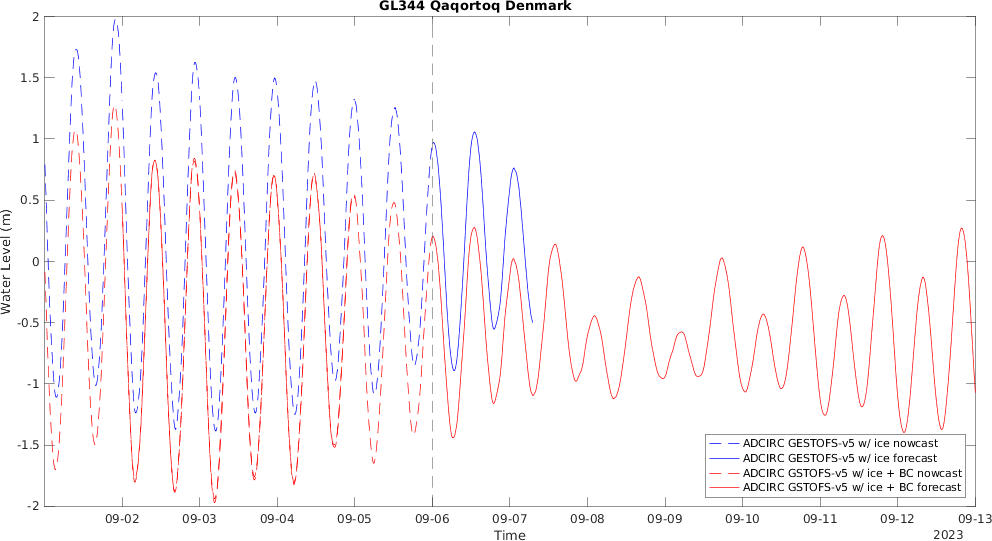 GL344 Qaqortoq Denmark
2
1.5
1
0.5
0
-0.5
-1
-1.5
-2
Water Level (m)
ADCIRC GESTOFS-v5 w/ ice nowcast
ADCIRC GESTOFS-v5 w/ ice forecast
ADCIRC GSTOFS-v5 w/ ice + BC nowcast
ADCIRC GSTOFS-v5 w/ ice + BC forecast
09-02 09-03 09-04 09-05 09-06 09-07 09-08 09-09 09-10 09-11 09-12 09-13
Time
2023